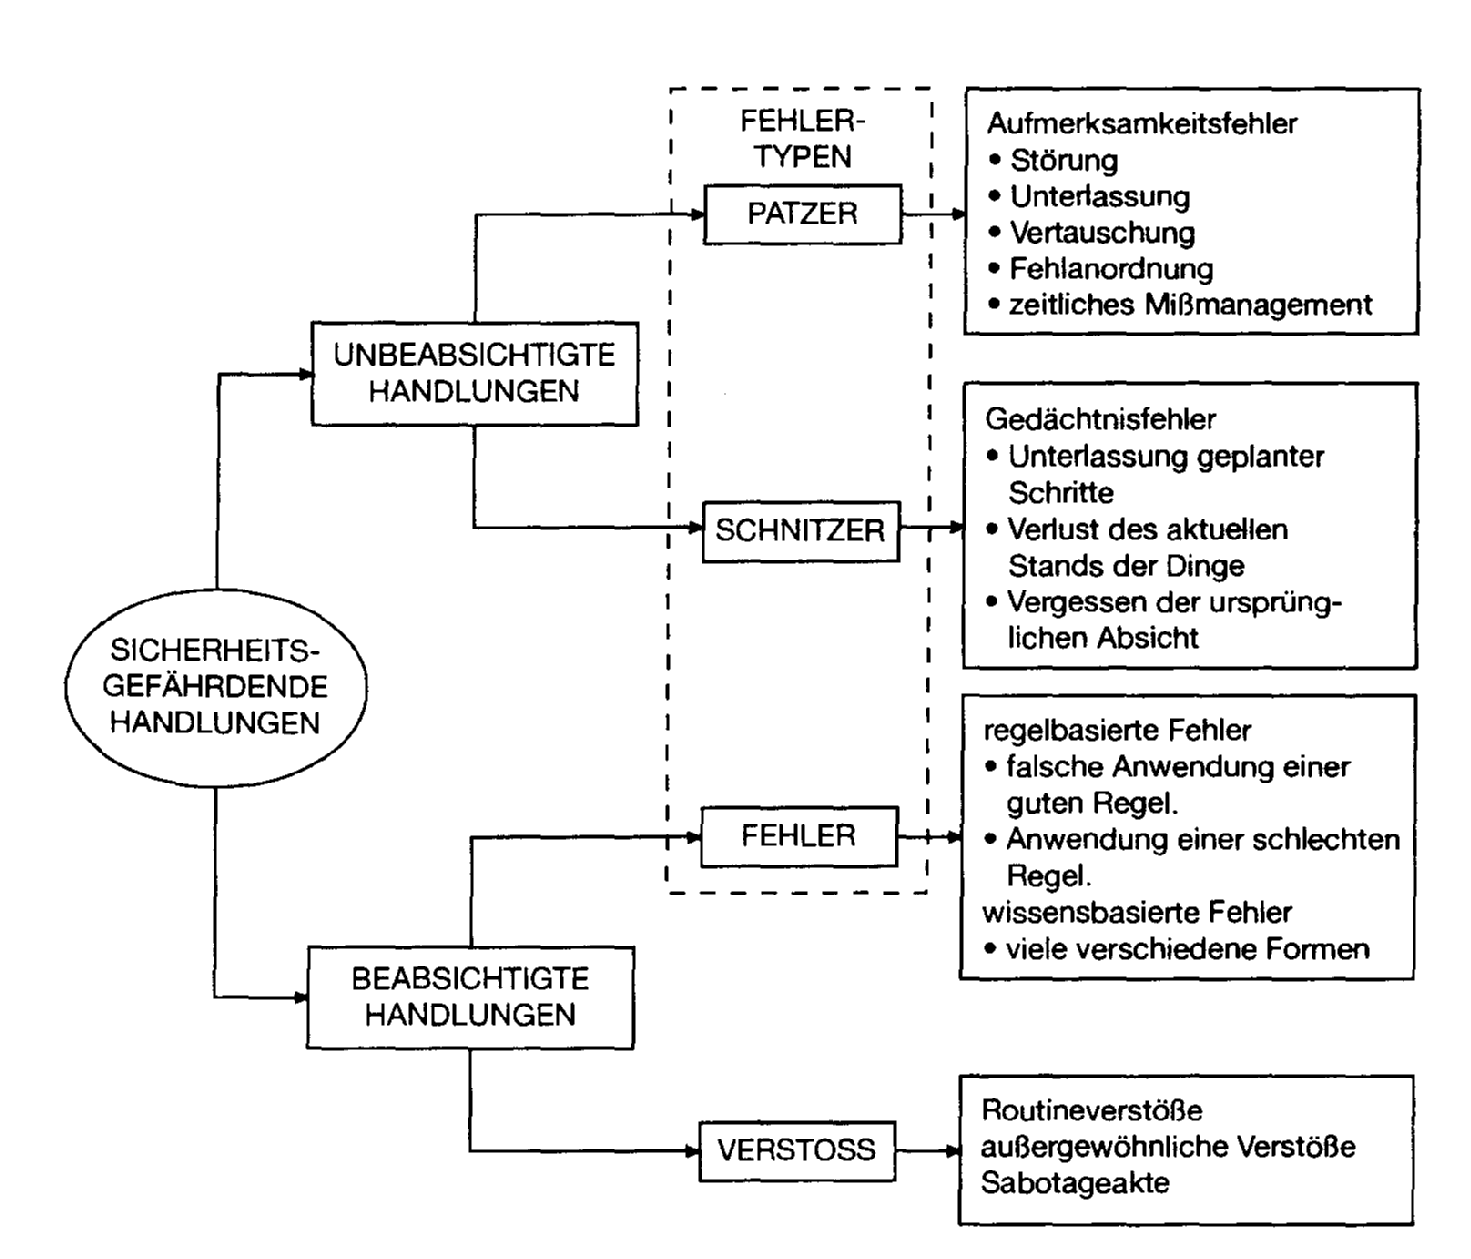 FEHLER-
TYPEN
PATZER
Aufmerksamkeitsfehler
• Störung
• Unterlassung
• Vertauschung
• Fehlanordnung
• zeitliches Mißmanagement
UNBEABSICHTIGTE
HANDLUNGEN
SCHNITZER
Gedächtnisfehler
• Unterlassung geplanter
Schritte
• Verlust des aktuellen
Stands der Dinge
• Vergessen der ursprüng-
lichen Absicht
SICHERHEITS-
GEFÄHRDENDE
HANDLUNGEN
FEHLER
regelbasierte Fehler
• falsche Anwendung einer
guten Regel.
• Anwendung einer schlechten
Regel.
wissensbasierte Fehler
• viele verschiedene Formen
BEABSICHTIGTE
HANDLUNGEN
VERSTOSS
Routineverstöße
außergewöhnliche Verstöße
Sabotageakte